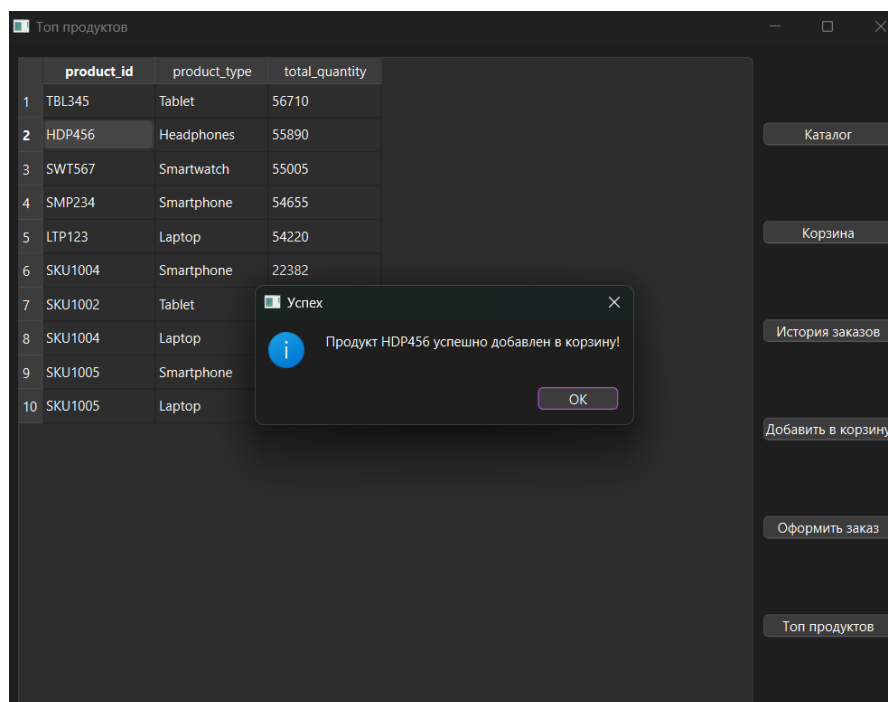 Топ продуктов
product_id product_type total_quantity
1 TBL345 Tablet 56710
2 HDP456 Headphones 55890
3 SWT567 Smartwatch 55005
4 SMP234 Smartphone 54655
5 LTP123 Laptop 54220
6 SKU1004 Smartphone 22382
7 SKU1002 Tablet
8 SKU1004 Laptop
9 SKU1005 Smartphone
10 SKU1005 Laptop
Успех
Продукт HDP456 успешно добавлен в корзину!
OK
Каталог
Корзина
История заказов
Добавить в корзину
Оформить заказ
Топ продуктов